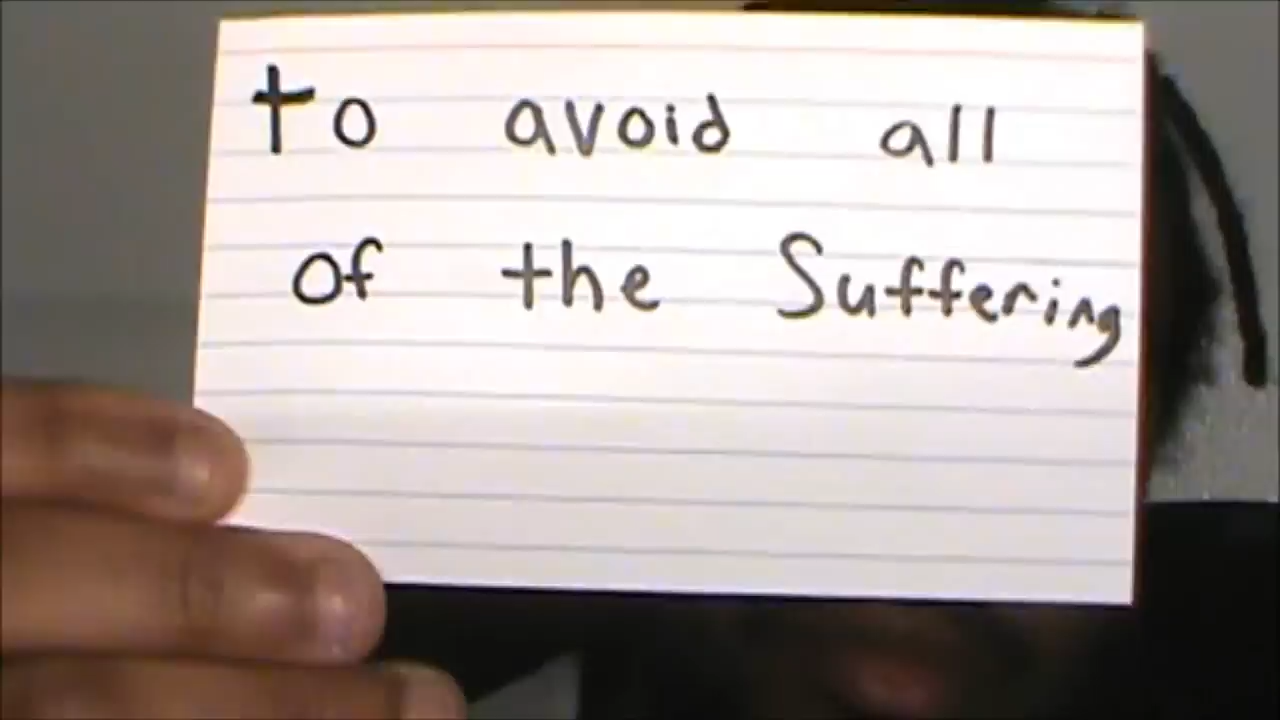 to avoid all
of the Suffering